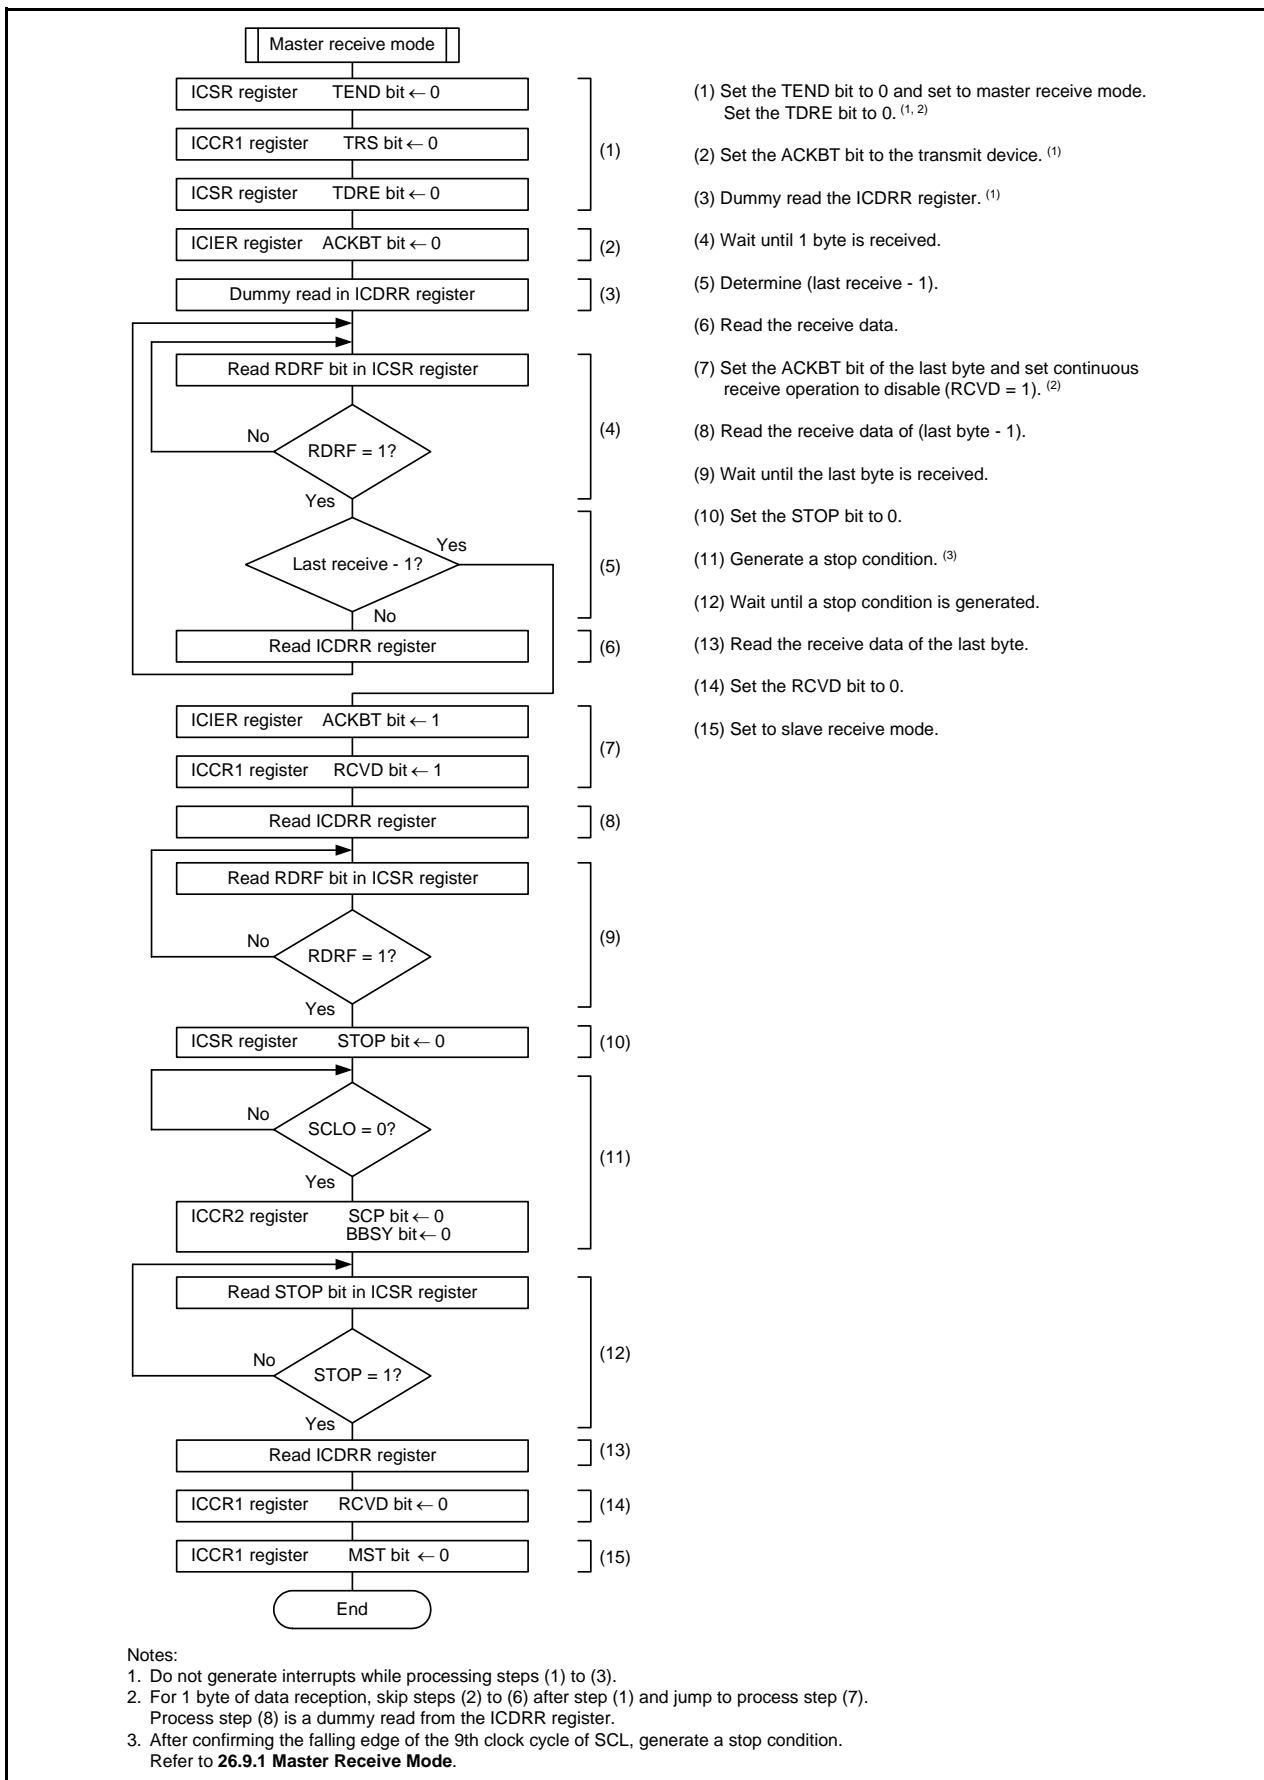 Master receive mode
ICSR register TEND bit ← 0
ICCR1 register TRS bit ← 0
ICSR register TDRE bit ← 0
(1)
ICIER register ACKBT bit ← 0
(2)
Dummy read in ICDRR register
(3)
Read RDRF bit in ICSR register
No
RDRF = 1?
(4)
Yes
Yes
Last receive - 1?
(5)
No
Read ICDRR register
(6)
ICIER register ACKBT bit ← 1
(7)
ICCR1 register RCVD bit ← 1
Read ICDRR register
(8)
Read RDRF bit in ICSR register
No
(9)
RDRF = 1?
Yes
ICSR register STOP bit ← 0
(10)
No
SCLO = 0?
(11)
Yes
ICCR2 register SCP bit ← 0
BBSY bit ← 0
Read STOP bit in ICSR register
(12)
No
STOP = 1?
Yes
Read ICDRR register
(13)
ICCR1 register RCVD bit ← 0
(14)
ICCR1 register MST bit ← 0
(15)
End
(1) Set the TEND bit to 0 and set to master receive mode.
Set the TDRE bit to 0. (1, 2)
(2) Set the ACKBT bit to the transmit device. (1)
(3) Dummy read the ICDRR register. (1)
(4) Wait until 1 byte is received.
(5) Determine (last receive - 1).
(6) Read the receive data.
(7) Set the ACKBT bit of the last byte and set continuous
receive operation to disable (RCVD = 1). (2)
(8) Read the receive data of (last byte - 1).
(9) Wait until the last byte is received.
(10) Set the STOP bit to 0.
(11) Generate a stop condition. (3)
(12) Wait until a stop condition is generated.
(13) Read the receive data of the last byte.
(14) Set the RCVD bit to 0.
(15) Set to slave receive mode.
Notes:
1. Do not generate interrupts while processing steps (1) to (3).
2. For 1 byte of data reception, skip steps (2) to (6) after step (1) and jump to process step (7).
Process step (8) is a dummy read from the ICDRR register.
3. After confirming the falling edge of the 9th clock cycle of SCL, generate a stop condition.
Refer to 26.9.1 Master Receive Mode.